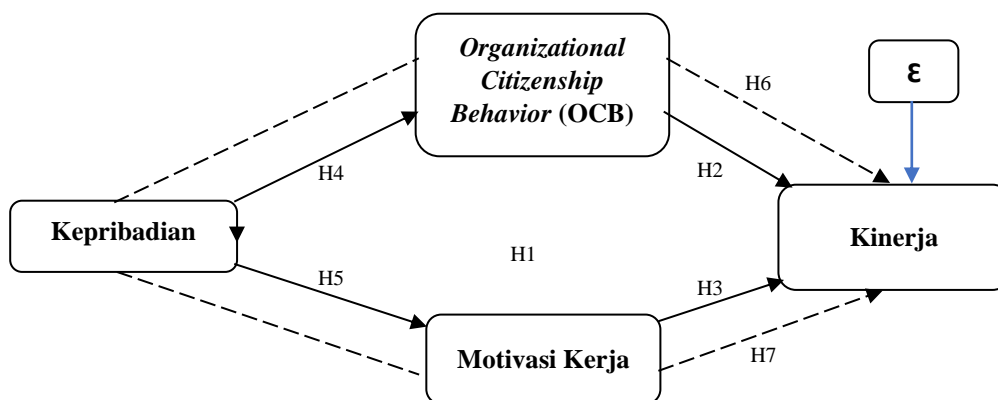 Organizational
Citizenship
Behavior (OCB)
ε
H6
H4
H2
Kepribadian
Kinerja
H1
H5
H3
Motivasi Kerja
H7